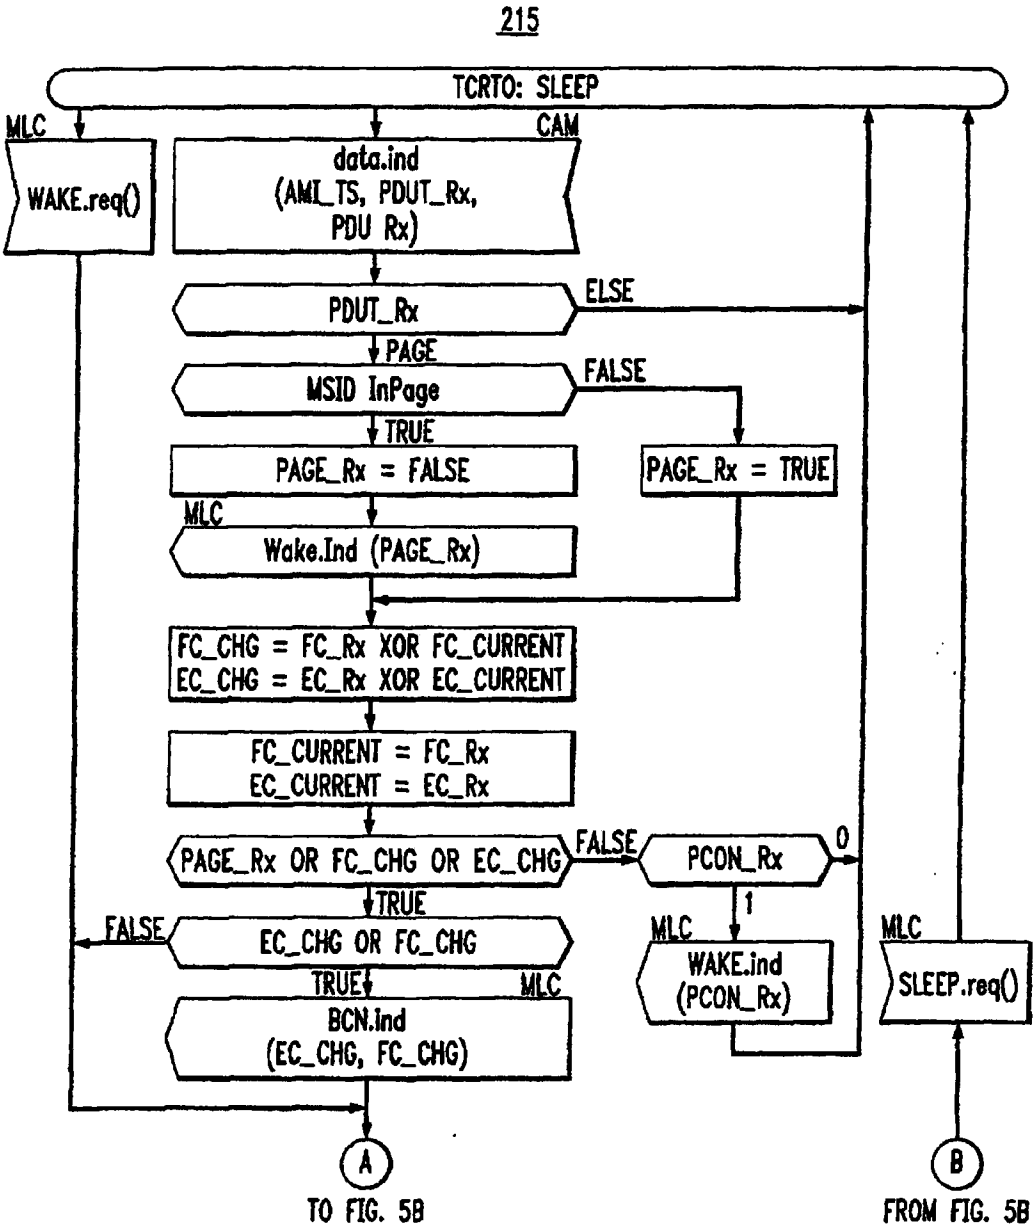 215
TCRTO: SLEEP
MLC
CAM
WAKE.req()
data.ind
(AMI_TS, PDUT_Rx,
PDU Rx)
PDUT_Rx
ELSE
PAGE
MSID InPage
FALSE
TRUE
PAGE_Rx = FALSE
PAGE_Rx = TRUE
MLC
Wake.Ind (PAGE_Rx)
FC_CHG = FC_Rx XOR FC_CURRENT
EC_CHG = EC_Rx XOR EC_CURRENT
FC_CURRENT = FC_Rx
EC_CURRENT = EC_Rx
PAGE_Rx OR FC_CHG OR EC_CHG
FALSE
PCON_Rx
0
TRUE
1
FALSE
EC_CHG OR FC_CHG
MLC
WAKE.ind
(PCON_Rx)
MLC
SLEEP.req()
TRUE
MLC
BCN.ind
(EC_CHG, FC_CHG)
A
B
TO FIG. 5B
FROM FIG. 5B